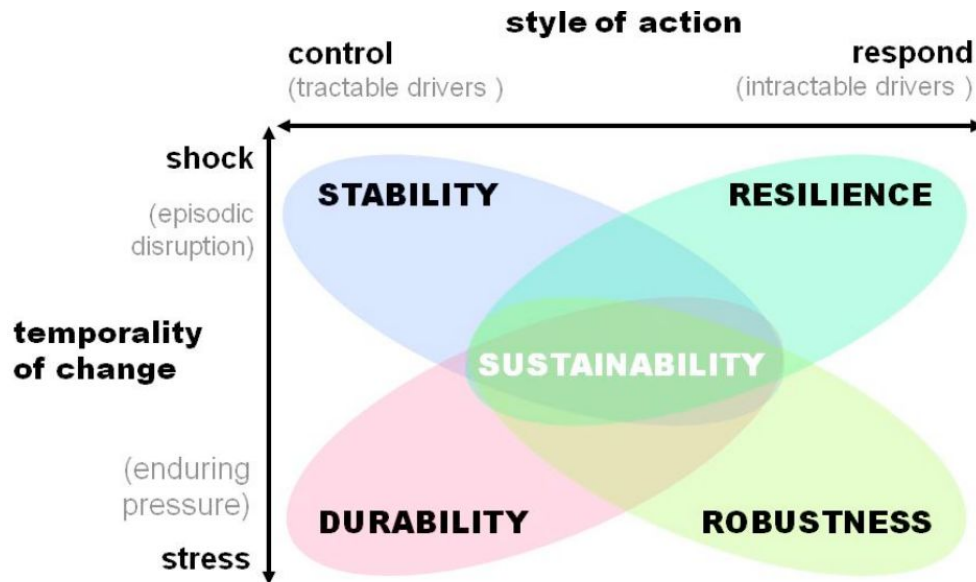 style of action
control
respond
(tractable drivers )
(intractable drivers )
shock
(episodic
disruption)
STABILITY
RESILIENCE
temporality
of change
SUSTAINABILITY
(enduring
pressure)
stress
DURABILITY
ROBUSTNESS